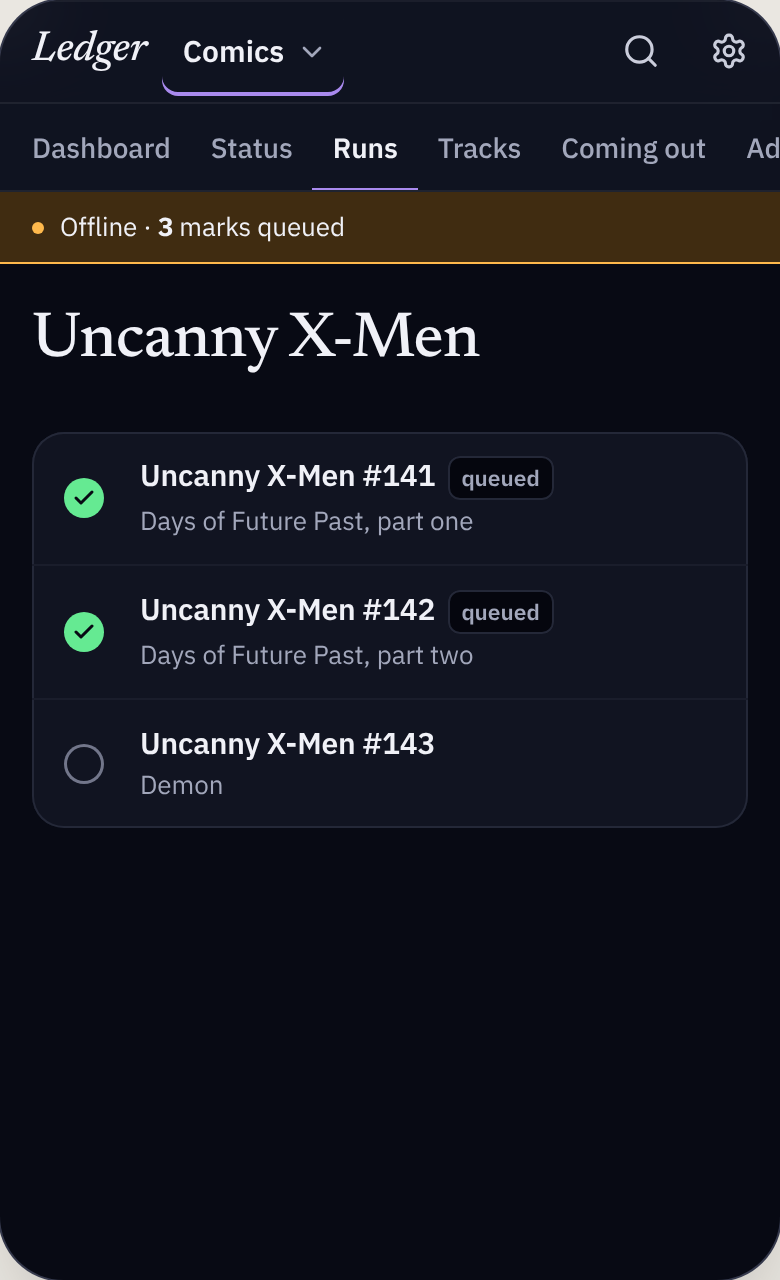 Ledger Comics
Dashboard Status Runs Tracks Coming out Ad
Offline · 3 marks queued
Uncanny X-Men
Uncanny X-Men #141 queued
Days of Future Past, part one
Uncanny X-Men #142 queued
Days of Future Past, part two
Uncanny X-Men #143
Demon